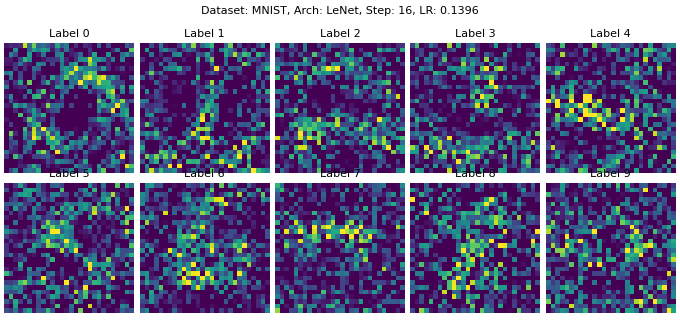 Dataset: MNIST, Arch: LeNet, Step: 16, LR: 0.1396
Label 0 Label 1 Label 2 Label 3 Label 4
Label 5 Label 6 Label 7 Label 8 Label 9